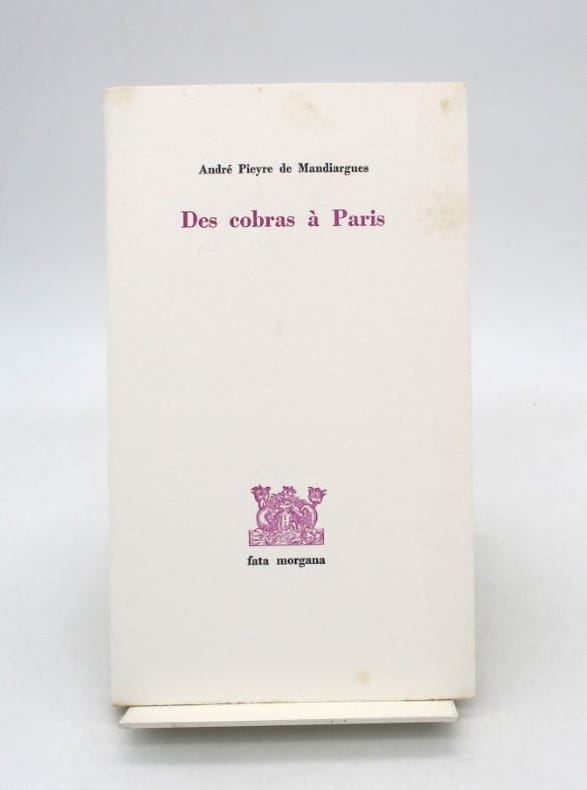 André Pieyre de Mandiargues
Des cobras à Paris
fata morgana